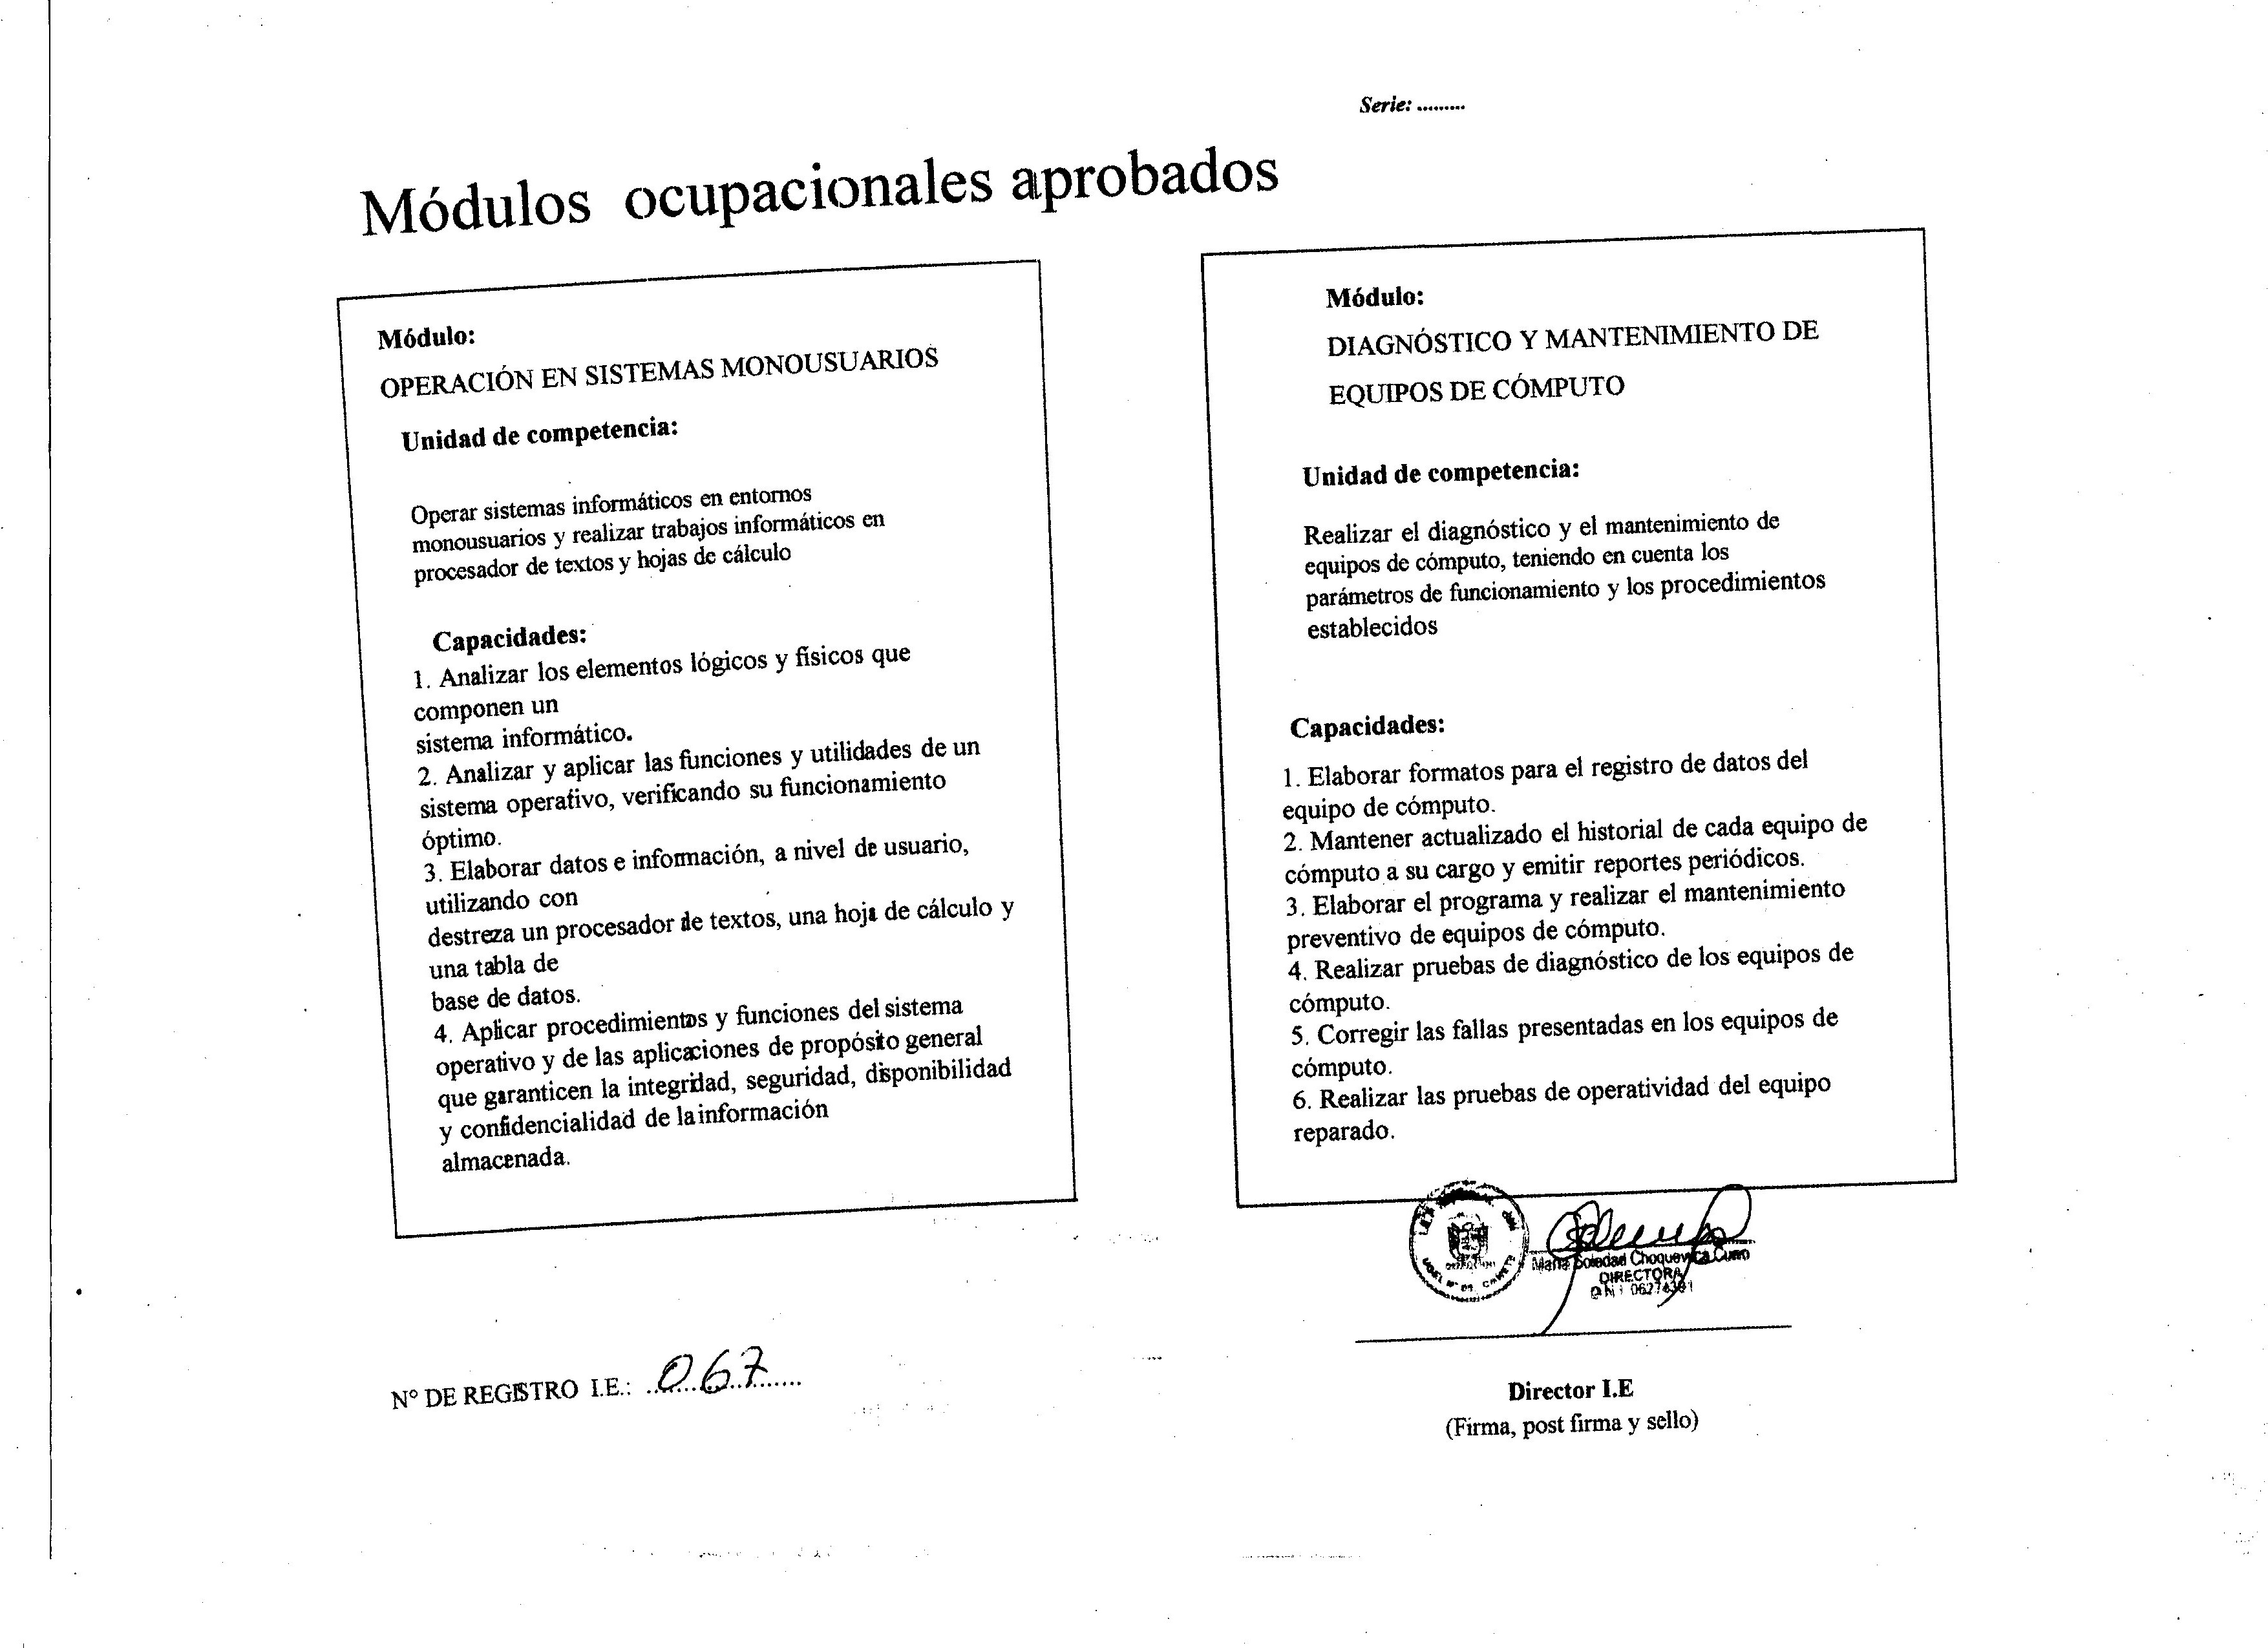 Serie: .........
Módulos ocupacionales aprobados
Módulo:
OPERACIÓN EN SISTEMAS MONOUSUARIOS
Unidad de competencia:
Operar sistemas informáticos en entornos
monousuarios y realizar trabajos informáticos en
procesador de textos y hojas de cálculo
Capacidades:
1. Analizar los elementos lógicos y físicos que
componen un
sistema informático.
2. Analizar y aplicar las funciones y utilidades de un
sistema operativo, verificando su funcionamiento
óptimo.
3. Elaborar datos e información, a nivel de usuario,
utilizando con
destreza un procesador de textos, una hoja de cálculo y
una tabla de
base de datos.
4. Aplicar procedimientos y funciones del sistema
operativo y de las aplicaciones de propósito general
que garanticen la integridad, seguridad, disponibilidad
y confidencialidad de la información
almacenada.
Módulo:
DIAGNÓSTICO Y MANTENIMIENTO DE
EQUIPOS DE CÓMPUTO
Unidad de competencia:
Realizar el diagnóstico y el mantenimiento de
equipos de cómputo, teniendo en cuenta los
parámetros de funcionamiento y los procedimientos
establecidos
Capacidades:
1. Elaborar formatos para el registro de datos del
equipo de cómputo.
2. Mantener actualizado el historial de cada equipo de
cómputo a su cargo y emitir reportes periódicos.
3. Elaborar el programa y realizar el mantenimiento
preventivo de equipos de cómputo.
4. Realizar pruebas de diagnóstico de los equipos de
cómputo.
5. Corregir las fallas presentadas en los equipos de
cómputo.
6. Realizar las pruebas de operatividad del equipo
reparado.
María Soledad
DIRECTORA
Nº DE REGISTRO I.E.: 067
Director I.E
(Firma, post firma y sello)